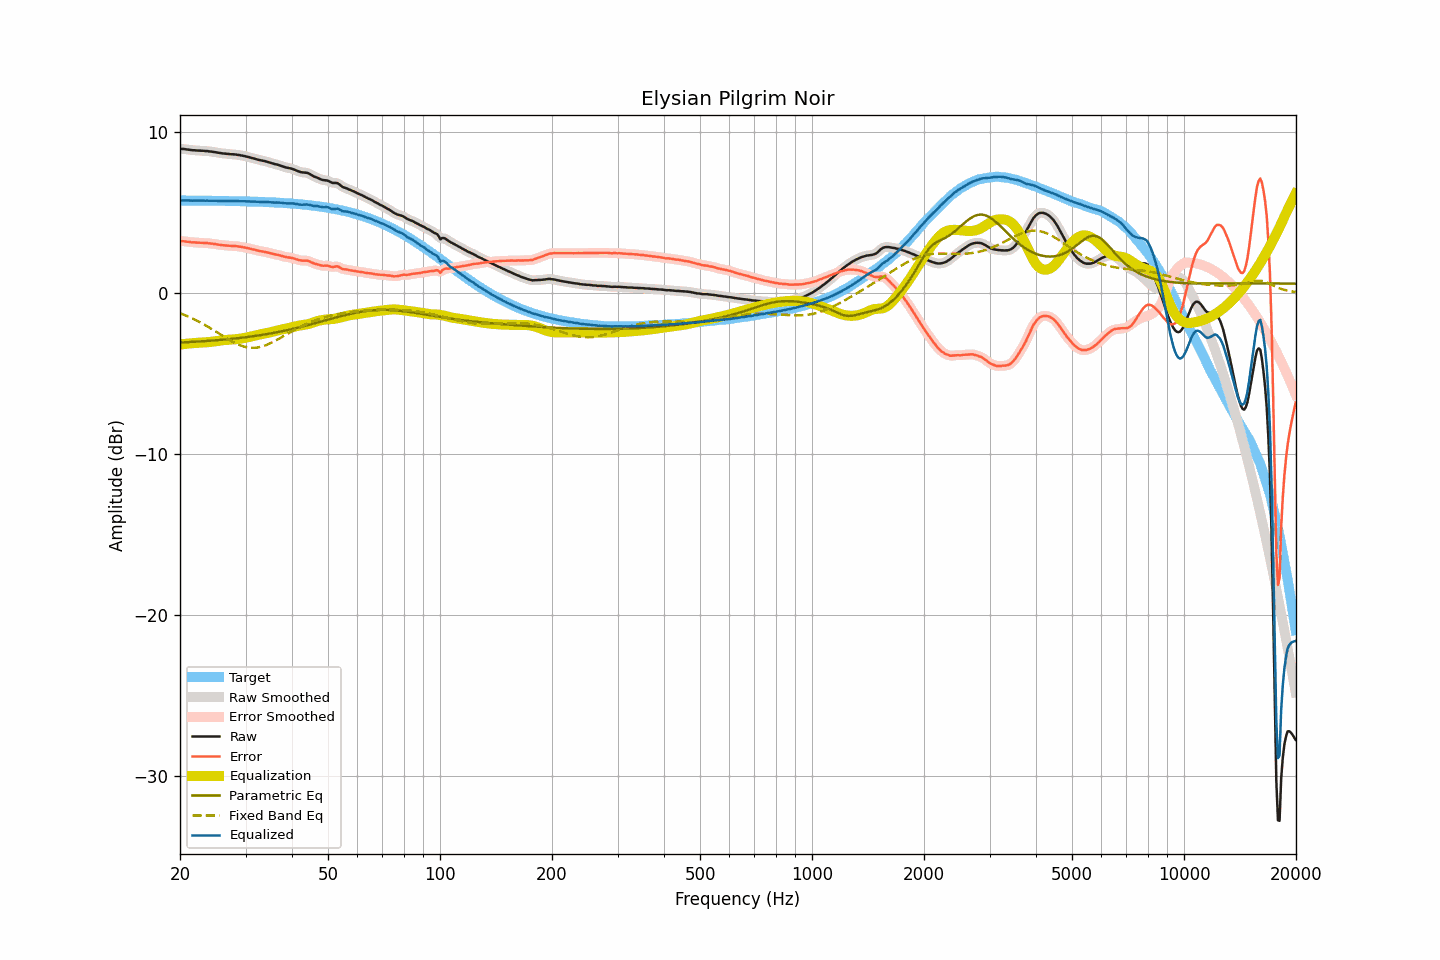 Elysian Pilgrim Noir
10
0
−10
−20
−30
Amplitude (dBr)
Target
Raw Smoothed
Error Smoothed
Raw
Error
Equalization
Parametric Eq
Fixed Band Eq
Equalized
20 50 100 200 500 1000 2000 5000 10000 20000
Frequency (Hz)